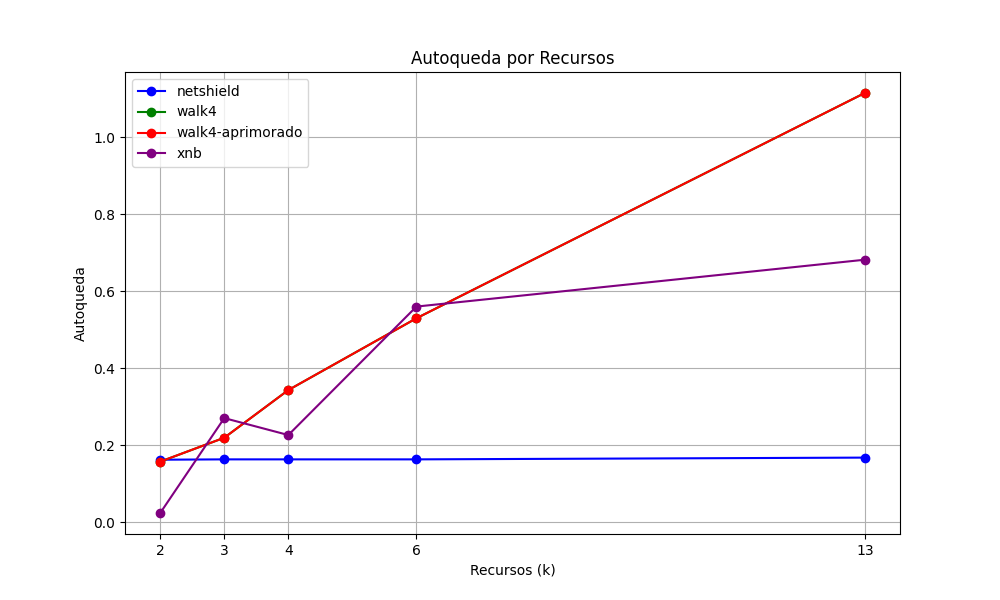 Autoqueda por Recursos
netshield
walk4
walk4-aprimorado
xnb
Autoqueda
1.0
0.8
0.6
0.4
0.2
0.0
2 3 4 6 13
Recursos (k)